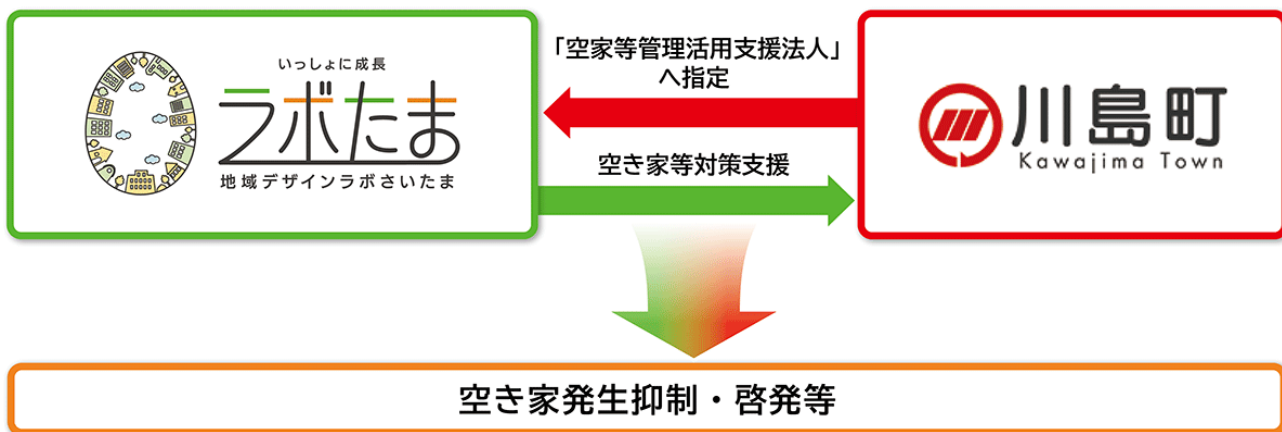 いっしょに成長
ラボたま
地域デザインラボさいたま
「空家等管理活用支援法人」
へ指定
空き家等対策支援
川島町
Kawajima Town
空き家発生抑制・啓発等